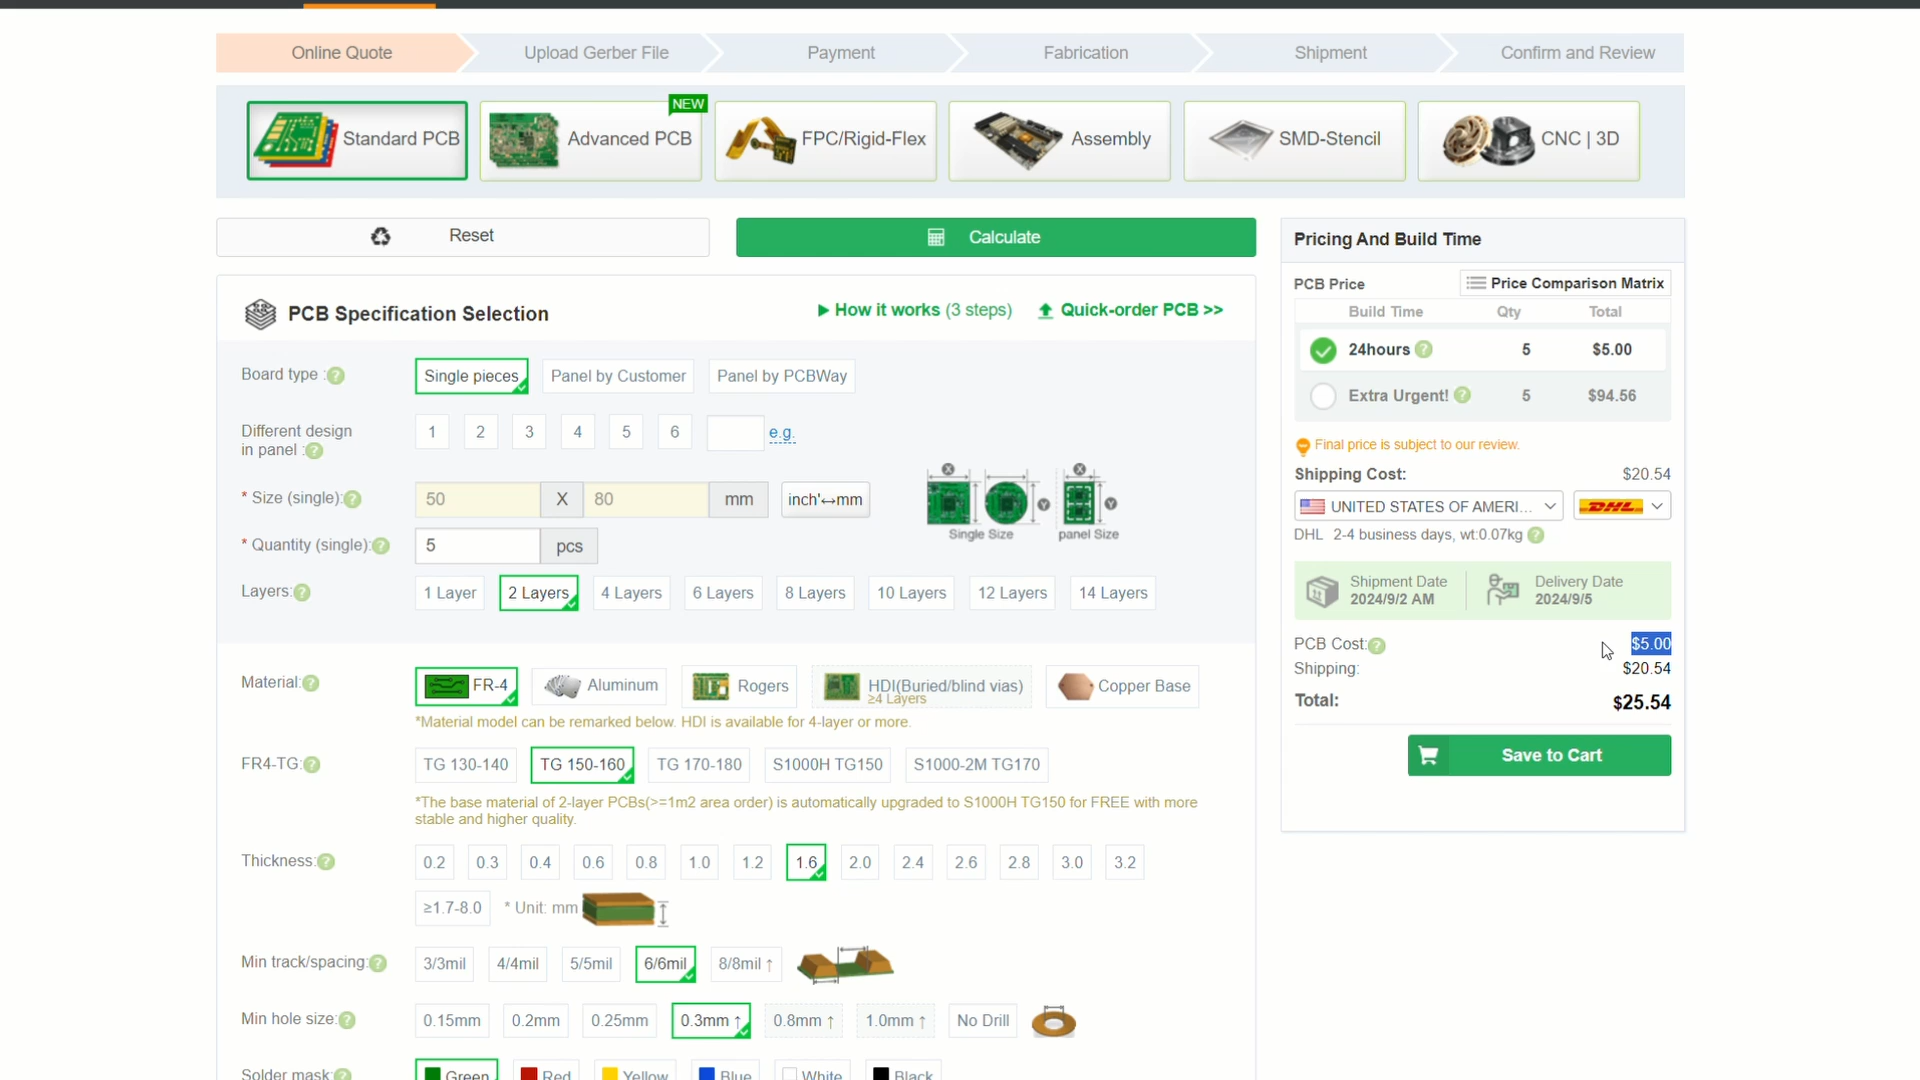 Online Quote
Upload Gerber File
Payment
Fabrication
Shipment
Confirm and Review
Standard PCB
NEW
Advanced PCB
FPC/Rigid-Flex
Assembly
SMD-Stencil
CNC | 3D
Reset
Calculate
PCB Specification Selection
How it works (3 steps)
Quick-order PCB >>
Board type :?
Single pieces
Panel by Customer
Panel by PCBWay
Different design
in panel :?
1 2 3 4 5 6
e.g.
* Size (single):?
50 X 80 mm
inch'↔mm
X X Y Y
Single Size
panel Size
* Quantity (single):?
5 pcs
Layers:?
1 Layer
2 Layers
4 Layers
6 Layers
8 Layers
10 Layers
12 Layers
14 Layers
Material:?
FR-4
Aluminum
Rogers
HDI(Buried/blind vias)
≥4 Layers
Copper Base
*Material model can be remarked below. HDI is available for 4-layer or more.
FR4-TG:?
TG 130-140
TG 150-160
TG 170-180
S1000H TG150
S1000-2M TG170
*The base material of 2-layer PCBs(>=1m2 area order) is automatically upgraded to S1000H TG150 for FREE with more
stable and higher quality.
Thickness:?
0.2 0.3 0.4 0.6 0.8 1.0 1.2 1.6 2.0 2.4 2.6 2.8 3.0 3.2
≥1.7-8.0
* Unit: mm
Min track/spacing:?
3/3mil
4/4mil
5/5mil
6/6mil
8/8mil ↑
Min hole size:?
0.15mm
0.2mm
0.25mm
0.3mm ↑
0.8mm ↑
1.0mm ↑
No Drill
Solder mask:?
Green
Red
Yellow
Blue
White
Black
Pricing And Build Time
PCB Price
Price Comparison Matrix
Build Time Qty Total
24hours ? 5 $5.00
Extra Urgent! ? 5 $94.56
Final price is subject to our review.
Shipping Cost: $20.54
UNITED STATES OF AMERI...
DHL
DHL 2-4 business days, wt:0.07kg ?
Shipment Date
2024/9/2 AM
Delivery Date
2024/9/5
PCB Cost:? $5.00
Shipping: $20.54
Total: $25.54
Save to Cart